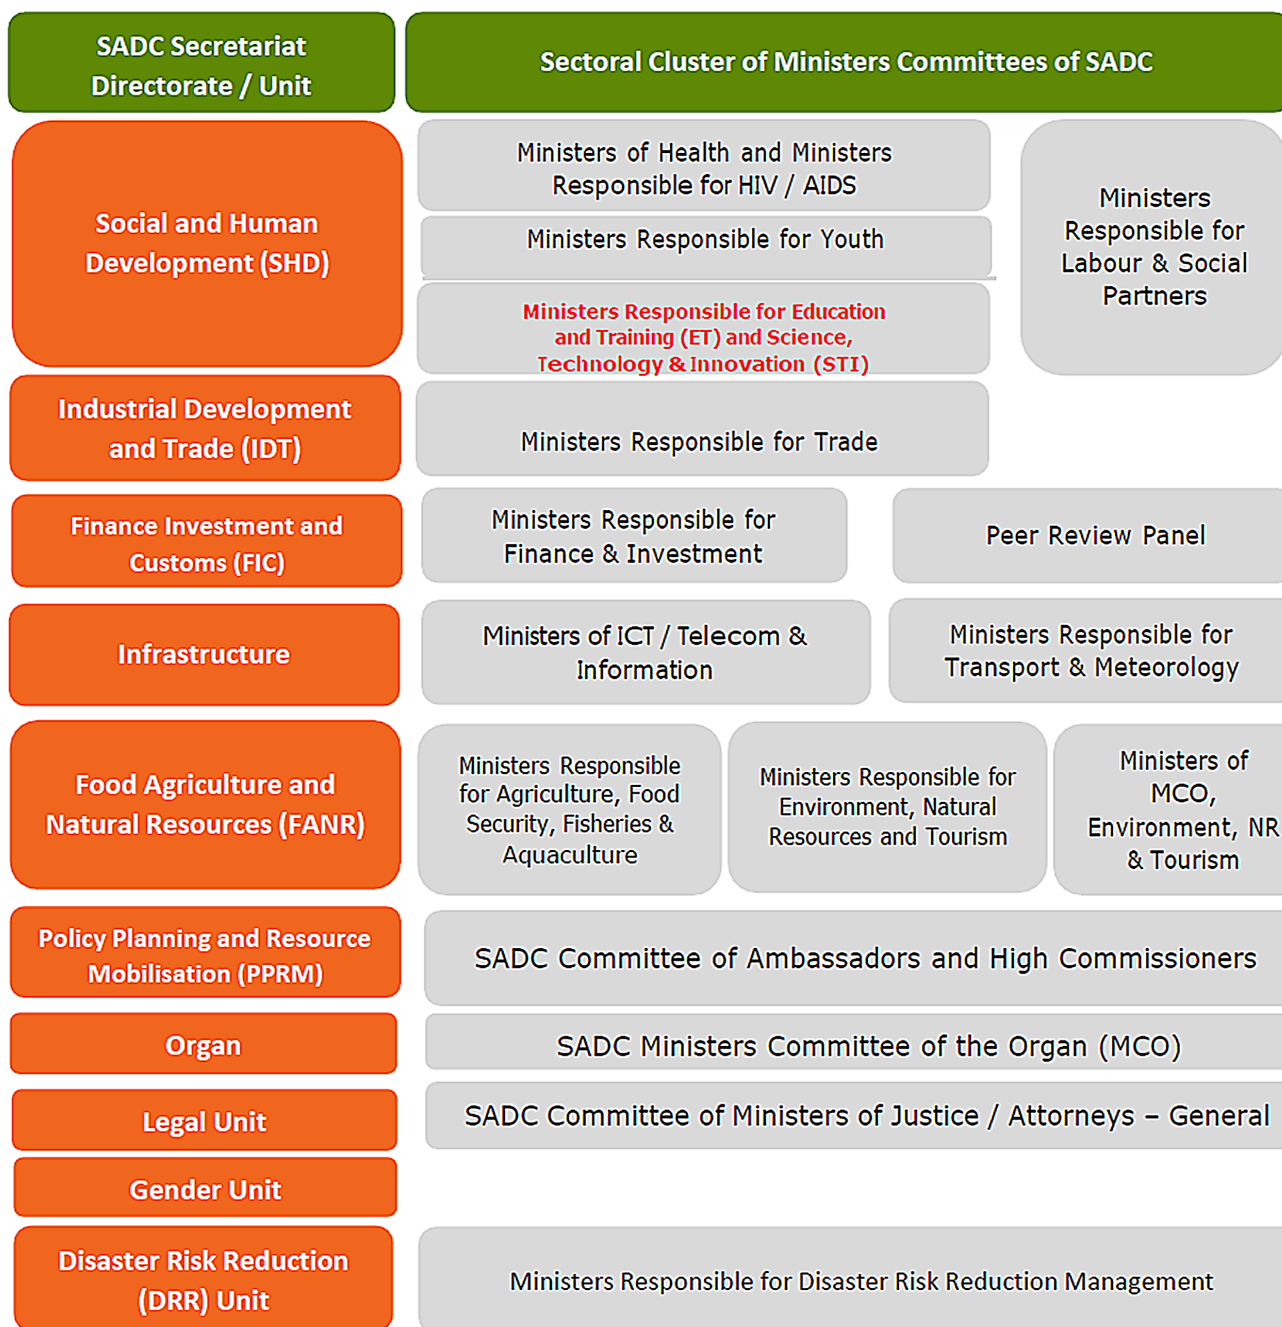 SADC Secretariat
Directorate / Unit
Sectoral Cluster of Ministers Committees of SADC
Social and Human
Development (SHD)
Ministers of Health and Ministers
Responsible for HIV / AIDS
Ministers Responsible for Youth
Ministers Responsible for Education
and Training (ET) and Science,
Technology & Innovation (STI)
Ministers
Responsible for
Labour & Social
Partners
Industrial Development
and Trade (IDT)
Ministers Responsible for Trade
Finance Investment and
Customs (FIC)
Ministers Responsible for
Finance & Investment
Peer Review Panel
Infrastructure
Ministers of ICT / Telecom &
Information
Ministers Responsible for
Transport & Meteorology
Food Agriculture and
Natural Resources (FANR)
Ministers Responsible
for Agriculture, Food
Security, Fisheries &
Aquaculture
Ministers Responsible for
Environment, Natural
Resources and Tourism
Ministers of
MCO,
Environment, NR
& Tourism
Policy Planning and Resource
Mobilisation (PPRM)
SADC Committee of Ambassadors and High Commissioners
Organ
SADC Ministers Committee of the Organ (MCO)
Legal Unit
SADC Committee of Ministers of Justice / Attorneys – General
Gender Unit
Disaster Risk Reduction
(DRR) Unit
Ministers Responsible for Disaster Risk Reduction Management